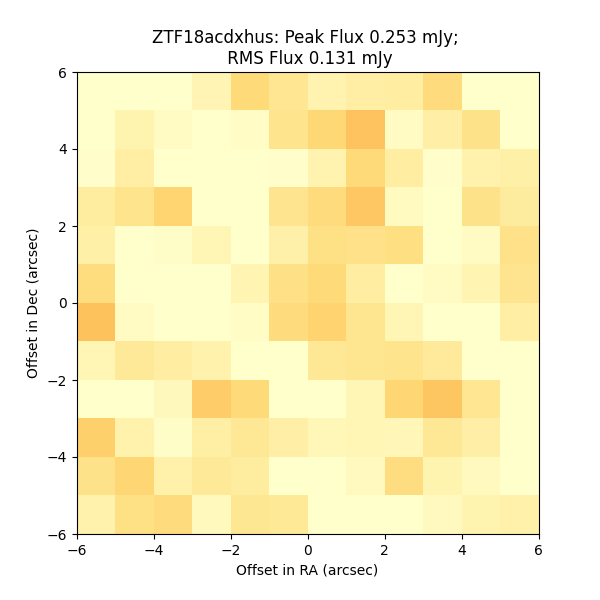 ZTF18acdxhus: Peak Flux 0.253 mJy;
RMS Flux 0.131 mJy
6
4
2
0
−2
−4
−6
Offset in Dec (arcsec)
−6 −4 −2 0 2 4 6
Offset in RA (arcsec)